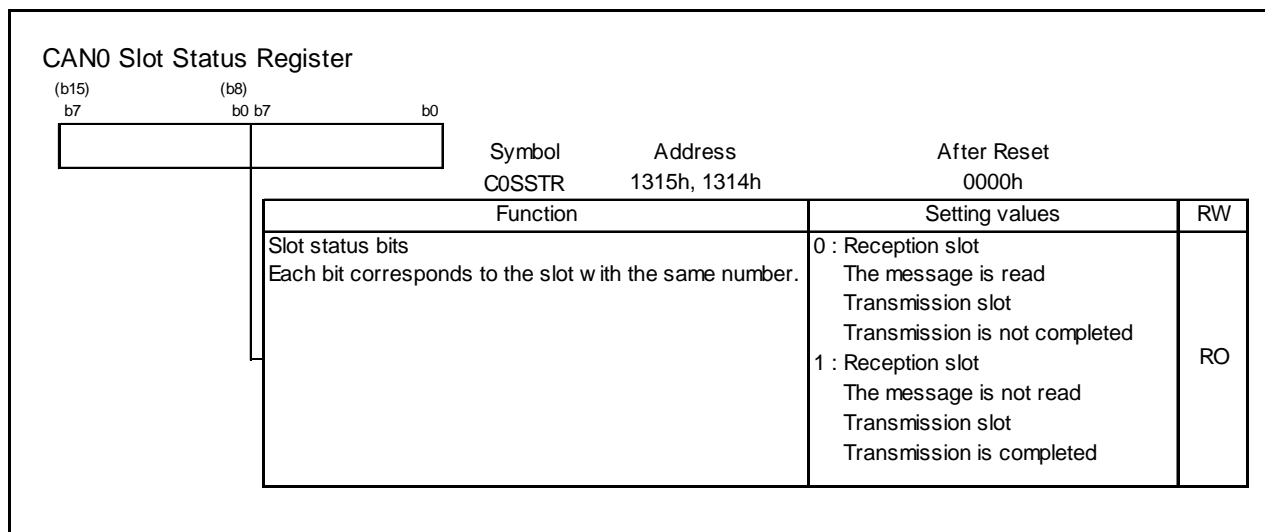 CAN0 Slot Status Register
(b15) (b8)
b7 b0 b7 b0
Symbol Address After Reset
C0SSTR 1315h, 1314h 0000h
Function Setting values RW
Slot status bits 0 : Reception slot
Each bit corresponds to the slot with the same number. The message is read
Transmission slot
Transmission is not completed
1 : Reception slot RO
The message is not read
Transmission slot
Transmission is completed